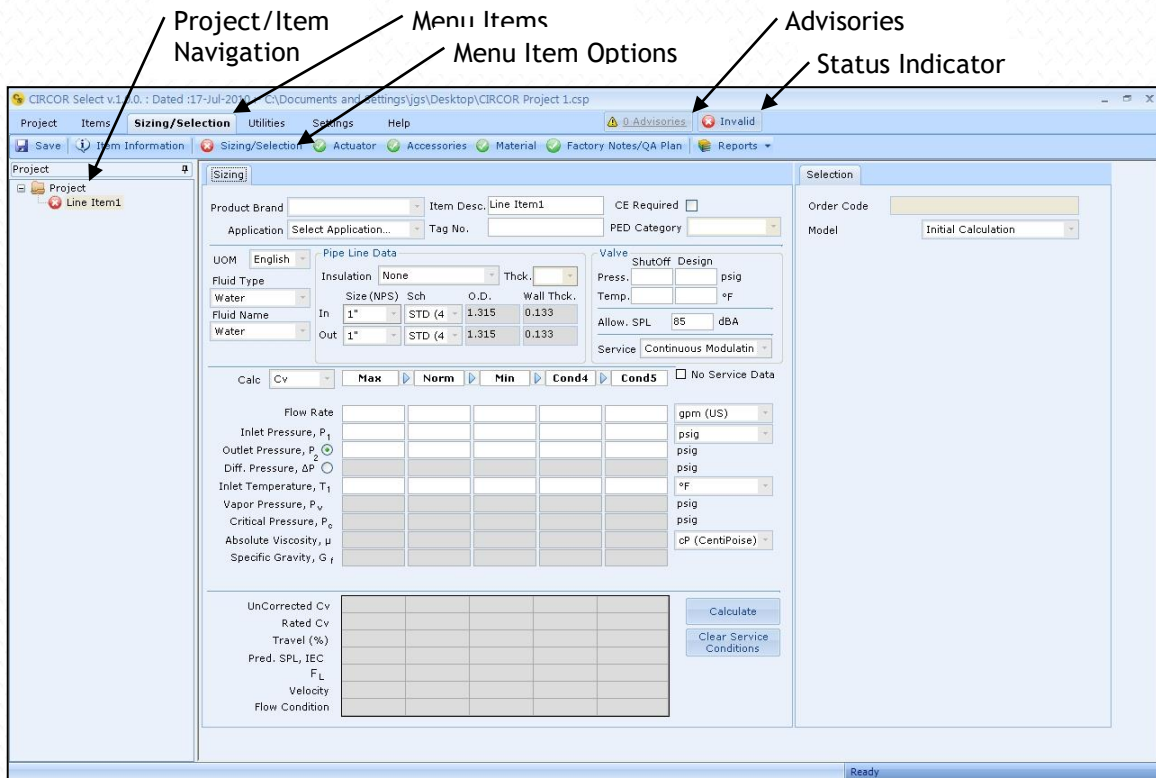 Project/Item Navigation
Menu Items
Menu Item Options
Advisories
Status Indicator
CIRCOR Select v.1.0.0. : Dated :17-Jul-2010 : C:\Documents and Settings\jgs\Desktop\CIRCOR Project 1.csp
Project Items Sizing/Selection Utilities Settings Help 0 Advisories Invalid
Save Item Information Sizing/Selection Actuator Accessories Material Factory Notes/QA Plan Reports
Project
Project
Line Item1
Sizing
Product Brand Item Desc. Line Item1 CE Required
Application Select Application... Tag No. PED Category
UOM English
Fluid Type
Water
Fluid Name
Water
Pipe Line Data
Insulation None Thck.
Size (NPS) Sch O.D. Wall Thck.
In 1" STD (4 1.315 0.133
Out 1" STD (4 1.315 0.133
Valve
ShutOff Design
Press. psig
Temp. °F
Allow. SPL 85 dBA
Service Continuous Modulatin
Calc Cv Max Norm Min Cond4 Cond5 No Service Data
Flow Rate gpm (US)
Inlet Pressure, P1 psig
Outlet Pressure, P2 psig
Diff. Pressure, ΔP psig
Inlet Temperature, T1 °F
Vapor Pressure, Pv psig
Critical Pressure, Pc psig
Absolute Viscosity, μ cP (CentiPoise)
Specific Gravity, Gf
UnCorrected Cv
Rated Cv
Travel (%)
Pred. SPL, IEC
FL
Velocity
Flow Condition
Calculate
Clear Service Conditions
Selection
Order Code
Model Initial Calculation
Ready